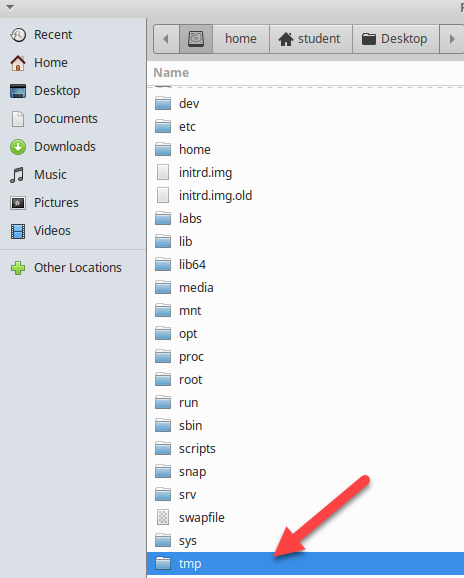 Recent
Home
Desktop
Documents
Downloads
Music
Pictures
Videos
Other Locations
home student Desktop
Name
dev
etc
home
initrd.img
initrd.img.old
labs
lib
lib64
media
mnt
opt
proc
root
run
sbin
scripts
snap
srv
swapfile
sys
tmp